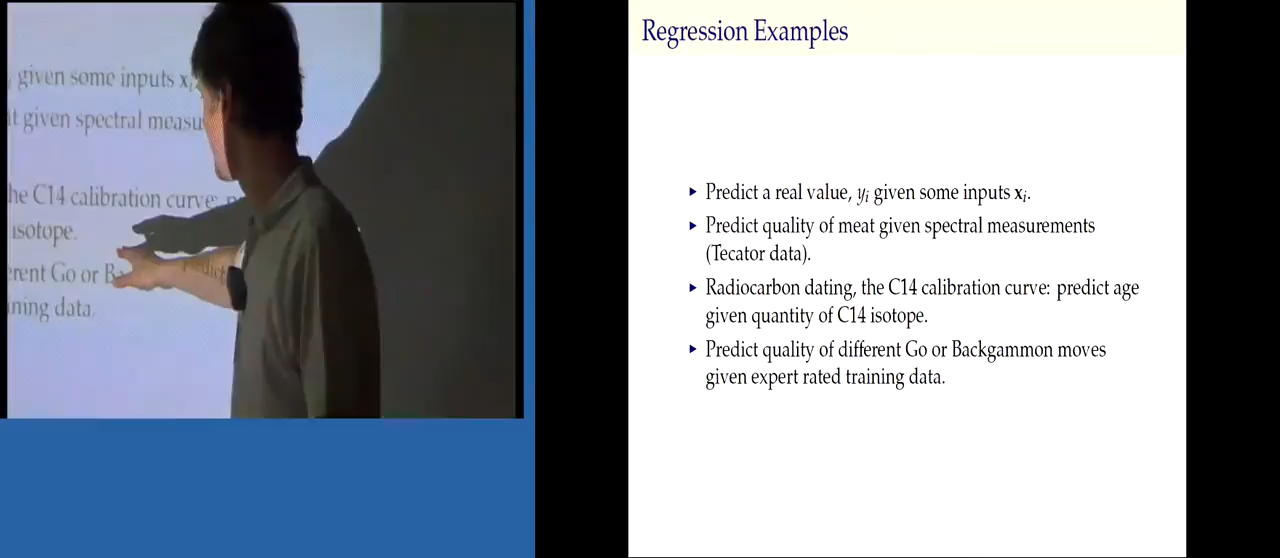 given some inputs x
given spectral measu
he C14 calibration curve:
isotope.
erent Go or B
ning data.
Regression Examples
Predict a real value, yᵢ given some inputs xᵢ.
Predict quality of meat given spectral measurements
(Tecator data).
Radiocarbon dating, the C14 calibration curve: predict age
given quantity of C14 isotope.
Predict quality of different Go or Backgammon moves
given expert rated training data.